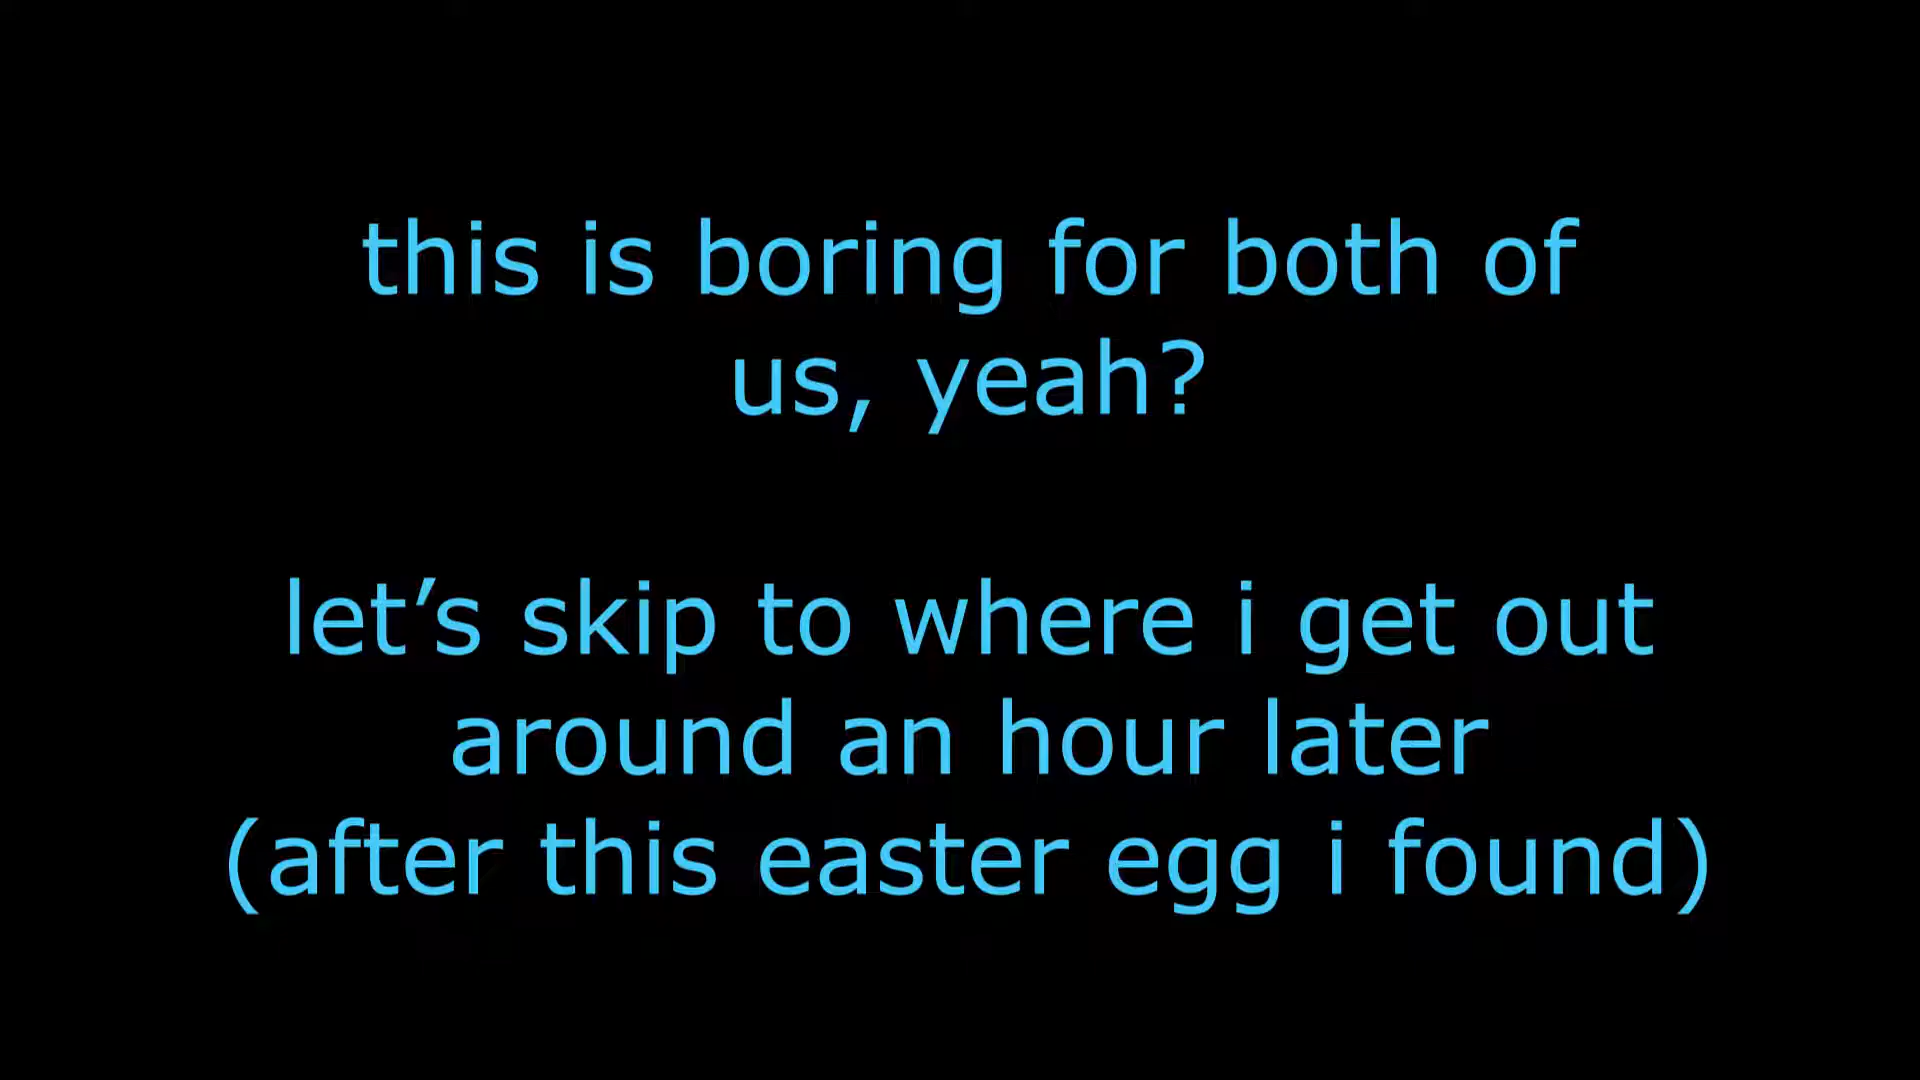 this is boring for both of
us, yeah?
let’s skip to where i get out
around an hour later
(after this easter egg i found)